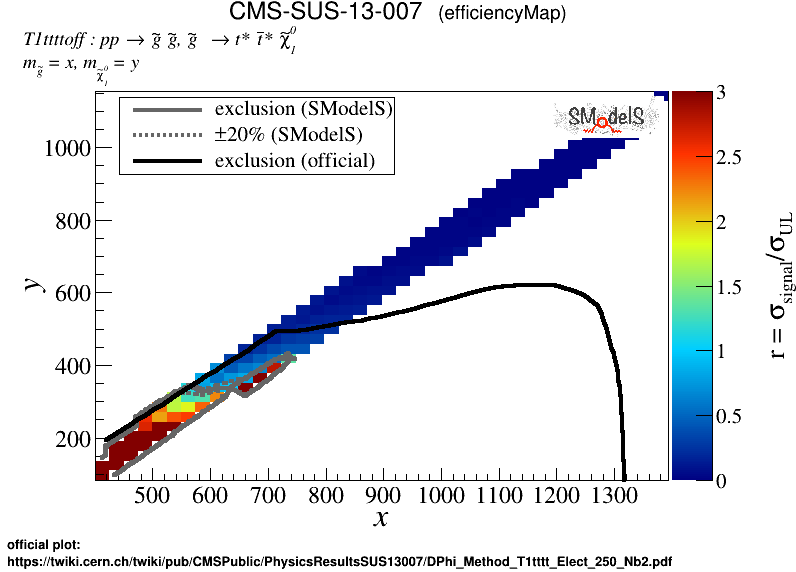 CMS-SUS-13-007 (efficiencyMap)
T1ttttoff : pp → g̃ g̃, g̃ → t* t̄* χ̃⁰₁
m_g̃ = x, m_χ̃⁰₁ = y
exclusion (SModelS)
±20% (SModelS)
exclusion (official)
SModelS
y
1000
800
600
400
200
500 600 700 800 900 1000 1100 1200 1300
x
3
2.5
2
1.5
1
0.5
0
r = σ_signal/σ_UL
official plot:
https://twiki.cern.ch/twiki/pub/CMSPublic/PhysicsResultsSUS13007/DPhi_Method_T1tttt_Elect_250_Nb2.pdf